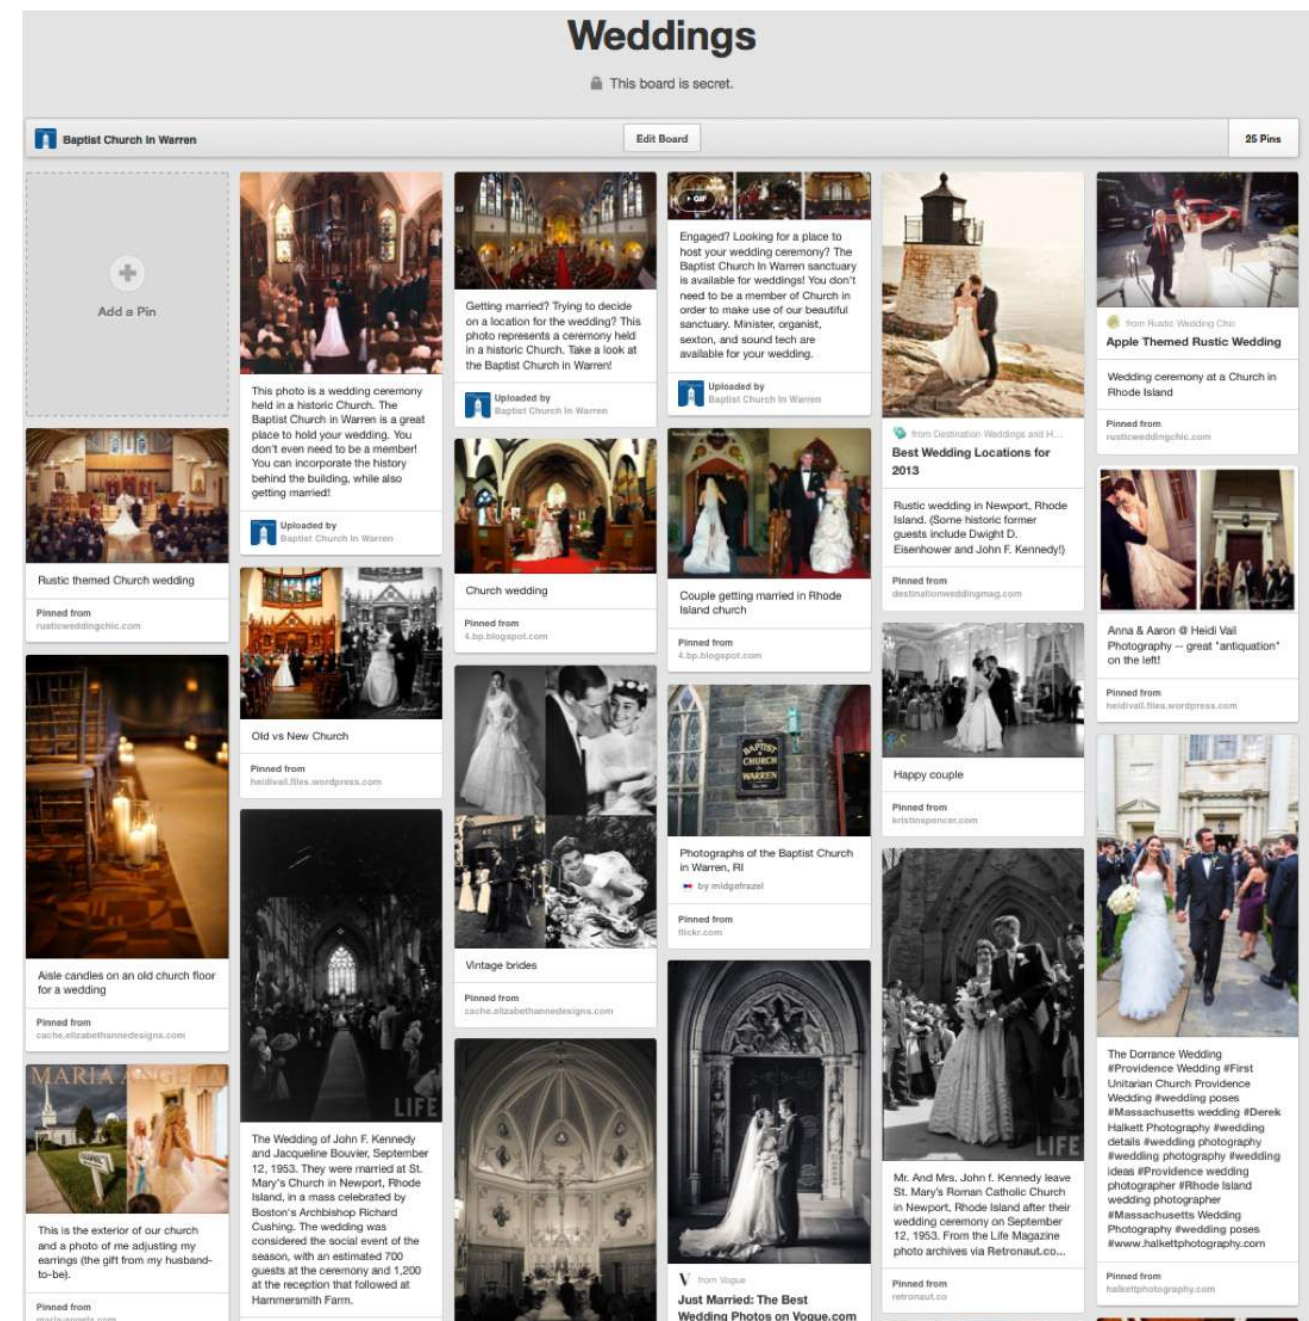 Weddings
This board is secret.
Baptist Church In Warren
Edit Board
25 Pins
Add a Pin
Rustic themed Church wedding
Pinned from
rusticweddingchic.com
Aisle candles on an old church floor
for a wedding
Pinned from
cache.elizabethannedesigns.com
MARIA ANGELA
This is the exterior of our church
and a photo of me adjusting my
earrings (the gift from my husband-
to-be).
Pinned from
maria-angela.com
This photo is a wedding ceremony
held in a historic Church. The
Baptist Church in Warren is a great
place to hold your wedding. You
don't even need to be a member!
You can incorporate the history
behind the building, while also
getting married!
Uploaded by
Baptist Church In Warren
Old vs New Church
Pinned from
heidivail.files.wordpress.com
LIFE
The Wedding of John F. Kennedy
and Jacqueline Bouvier, September
12, 1953. They were married at St.
Mary's Church in Newport, Rhode
Island, in a mass celebrated by
Boston's Archbishop Richard
Cushing. The wedding was
considered the social event of the
season, with an estimated 700
guests at the ceremony and 1,200
at the reception that followed at
Hammersmith Farm.
Getting married? Trying to decide
on a location for the wedding? This
photo represents a ceremony held
in a historic Church. Take a look at
the Baptist Church in Warren!
Uploaded by
Baptist Church In Warren
Church wedding
Pinned from
4.bp.blogspot.com
Vintage brides
Pinned from
cache.elizabethannedesigns.com
GIF
Engaged? Looking for a place to
host your wedding ceremony? The
Baptist Church In Warren sanctuary
is available for weddings! You don't
need to be a member of Church in
order to make use of our beautiful
sanctuary. Minister, organist,
sexton, and sound tech are
available for your wedding.
Uploaded by
Baptist Church In Warren
Couple getting married in Rhode
Island church
Pinned from
4.bp.blogspot.com
BAPTIST
CHURCH
WARREN
Photographs of the Baptist Church
in Warren, RI
by midgefrazel
Pinned from
flickr.com
from Vogue
Just Married: The Best
Wedding Photos on Vogue.com
from Destination Weddings and H...
Best Wedding Locations for
2013
Rustic wedding in Newport, Rhode
Island. (Some historic former
guests include Dwight D.
Eisenhower and John F. Kennedy!)
Pinned from
destinationweddingmag.com
Happy couple
Pinned from
kristinspencer.com
LIFE
Mr. And Mrs. John f. Kennedy leave
St. Mary's Roman Catholic Church
in Newport, Rhode Island after their
wedding ceremony on September
12, 1953. From the Life Magazine
photo archives via Retronaut.co,...
Pinned from
retronaut.co
from Rustic Wedding Chic
Apple Themed Rustic Wedding
Wedding ceremony at a Church in
Rhode Island
Pinned from
rusticweddingchic.com
Anna & Aaron @ Heidi Vail
Photography -- great "antiquation"
on the left!
Pinned from
heidivail.files.wordpress.com
The Dorrance Wedding
#Providence Wedding #First
Unitarian Church Providence
Wedding #wedding poses
#Massachusetts wedding #Derek
Halkett Photography #wedding
details #wedding photography
#wedding photography #wedding
ideas #Providence wedding
photographer #Rhode Island
wedding photographer
#Massachusetts Wedding
Photography #wedding poses
#www.halkettphotography.com
Pinned from
halkettphotography.com